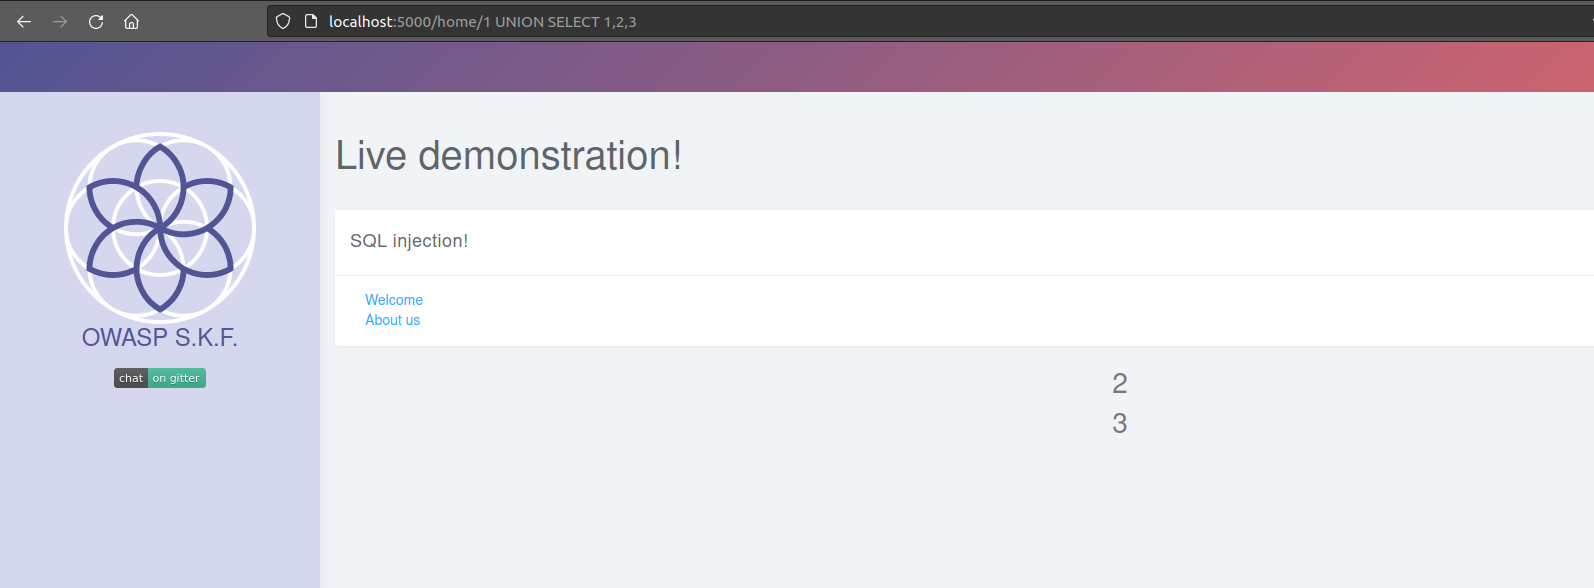 localhost:5000/home/1 UNION SELECT 1,2,3
OWASP S.K.F.
chat on gitter
Live demonstration!
SQL injection!
Welcome
About us
2
3